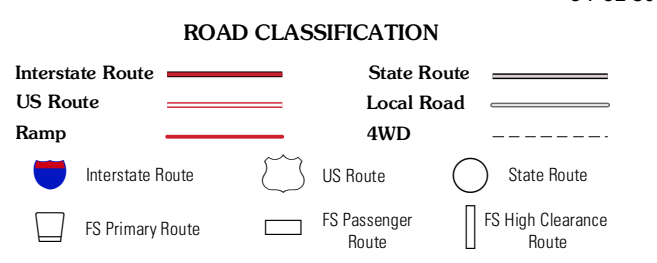 ROAD CLASSIFICATION
Interstate Route
State Route
US Route
Local Road
Ramp
4WD
Interstate Route
US Route
State Route
FS Primary Route
FS Passenger
Route
FS High Clearance
Route